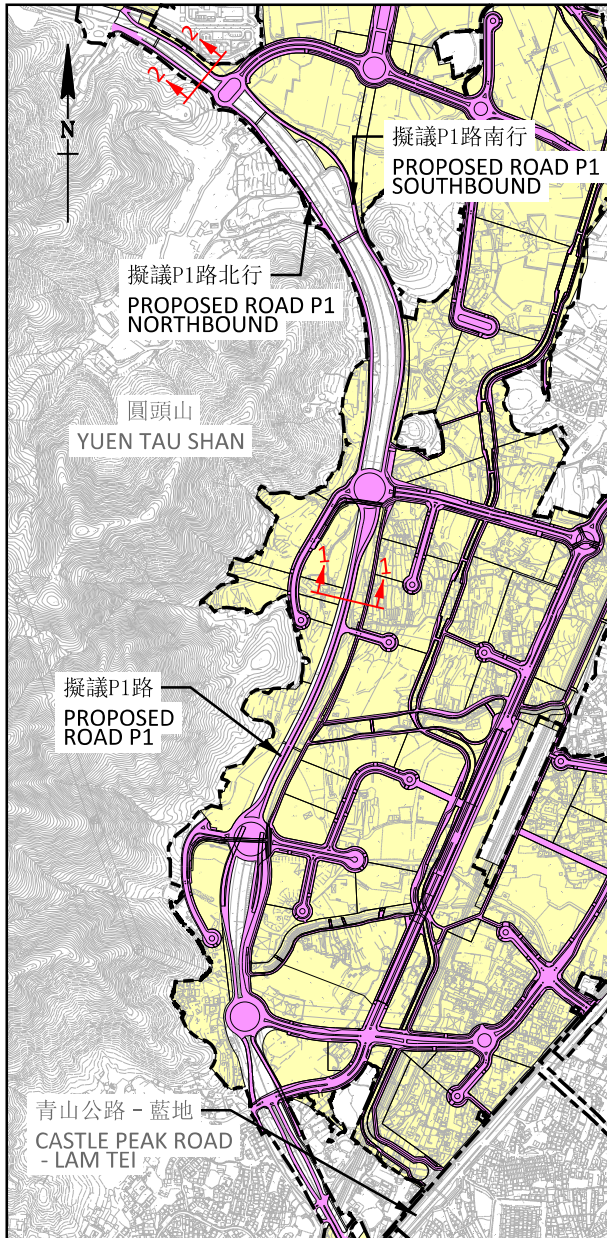 2
2
N
擬議P1路南行
PROPOSED ROAD P1
SOUTHBOUND
擬議P1路北行
PROPOSED ROAD P1
NORTHBOUND
圓頭山
YUEN TAU SHAN
1
1
擬議P1路
PROPOSED
ROAD P1
青山公路 - 藍地
CASTLE PEAK ROAD
- LAM TEI